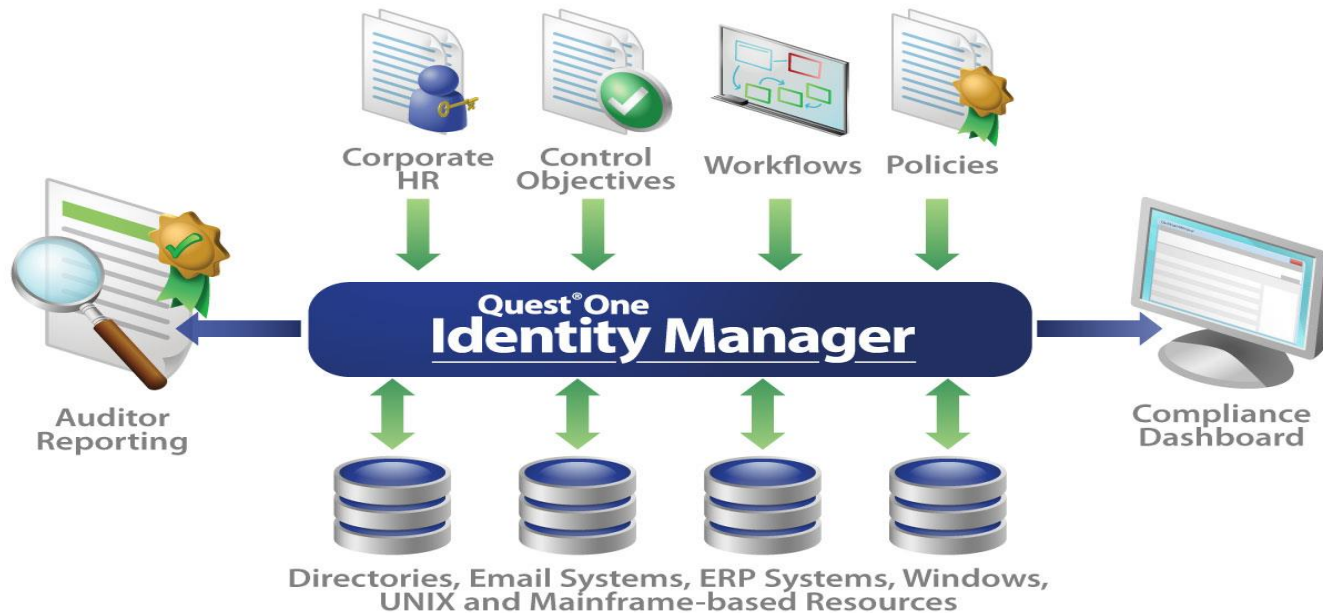 Corporate
HR
Control
Objectives
Workflows
Policies
Quest® One
Identity Manager
Auditor
Reporting
Compliance
Dashboard
Directories, Email Systems, ERP Systems, Windows,
UNIX and Mainframe-based Resources